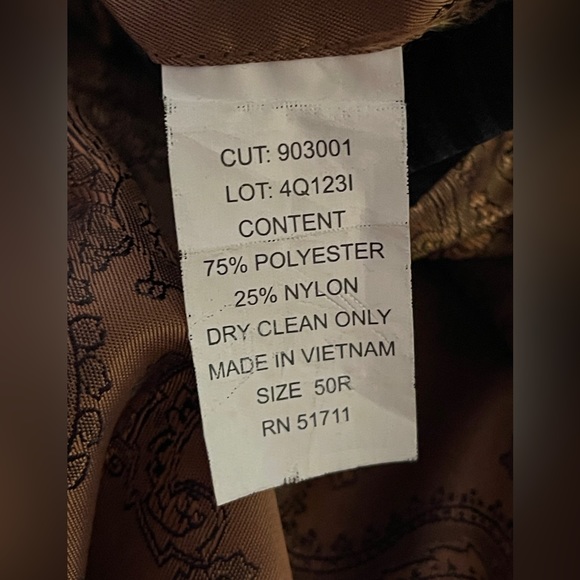 CUT: 903001
LOT: 4Q123I
CONTENT
75% POLYESTER
25% NYLON
DRY CLEAN ONLY
MADE IN VIETNAM
SIZE 50R
RN 51711